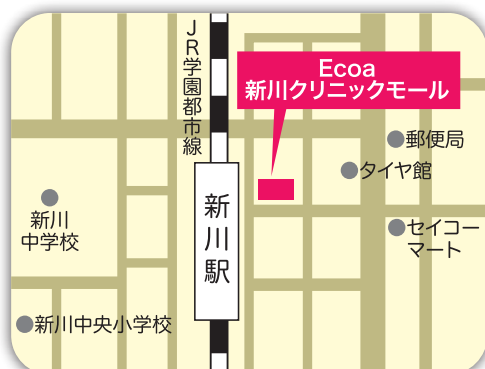 JR学園都市線
Ecoa
新川クリニックモール
郵便局
タイヤ館
新川駅
新川
中学校
セイコー
マート
新川中央小学校